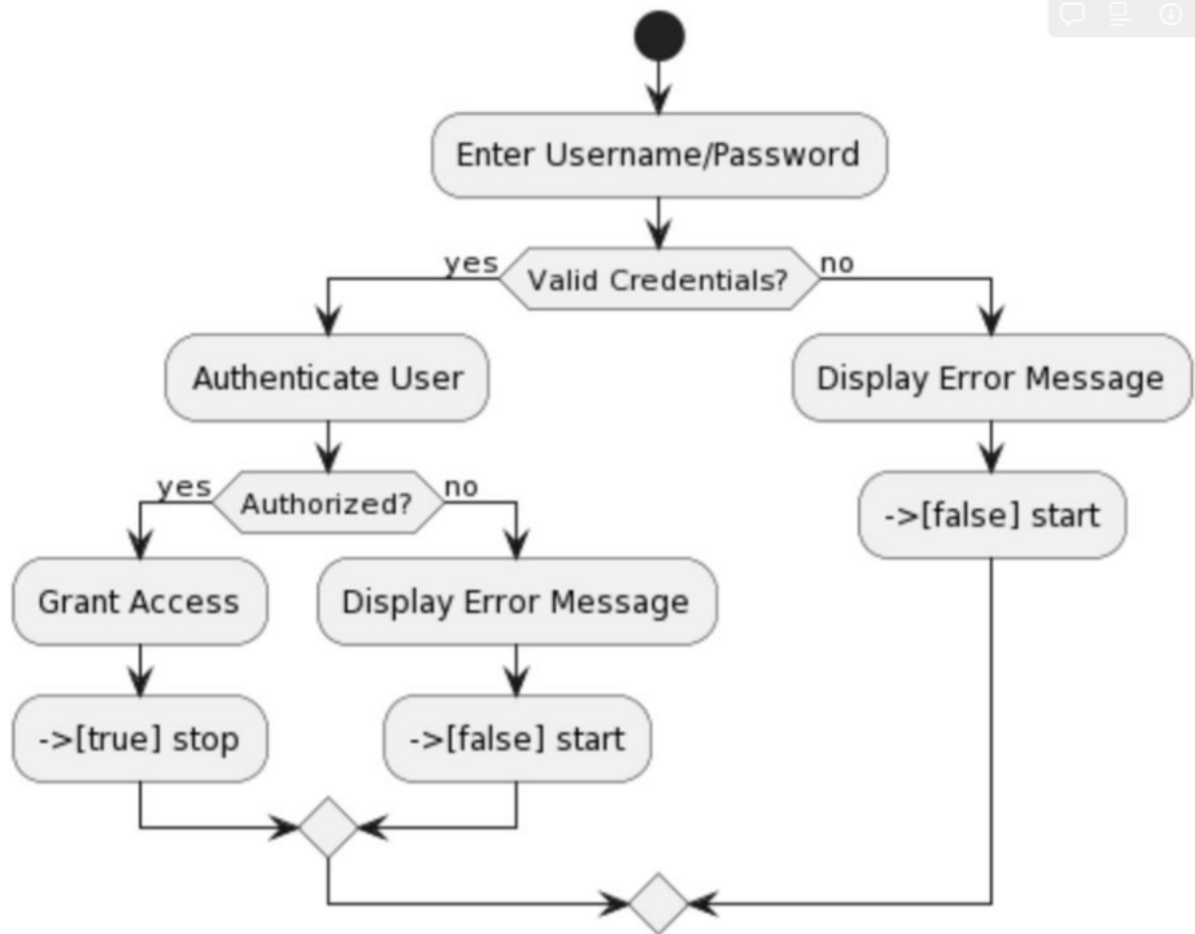 Enter Username/Password
yes
Valid Credentials?
no
Authenticate User
Display Error Message
yes
Authorized?
no
->[false] start
Grant Access
Display Error Message
->[true] stop
->[false] start